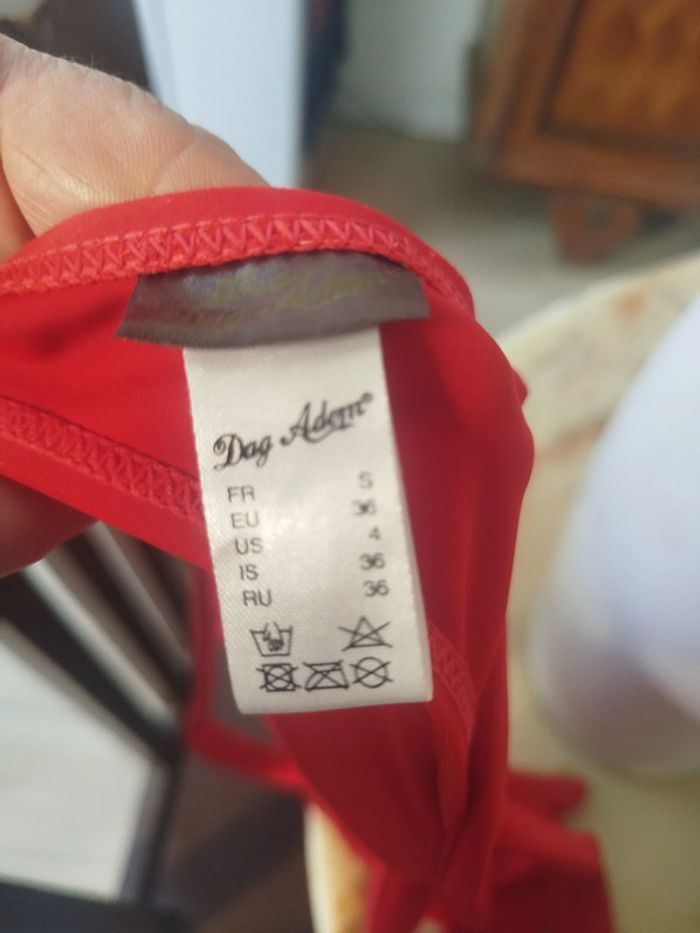 Dag Adom®
FR S
EU 36
US 4
IS 36
RU 36